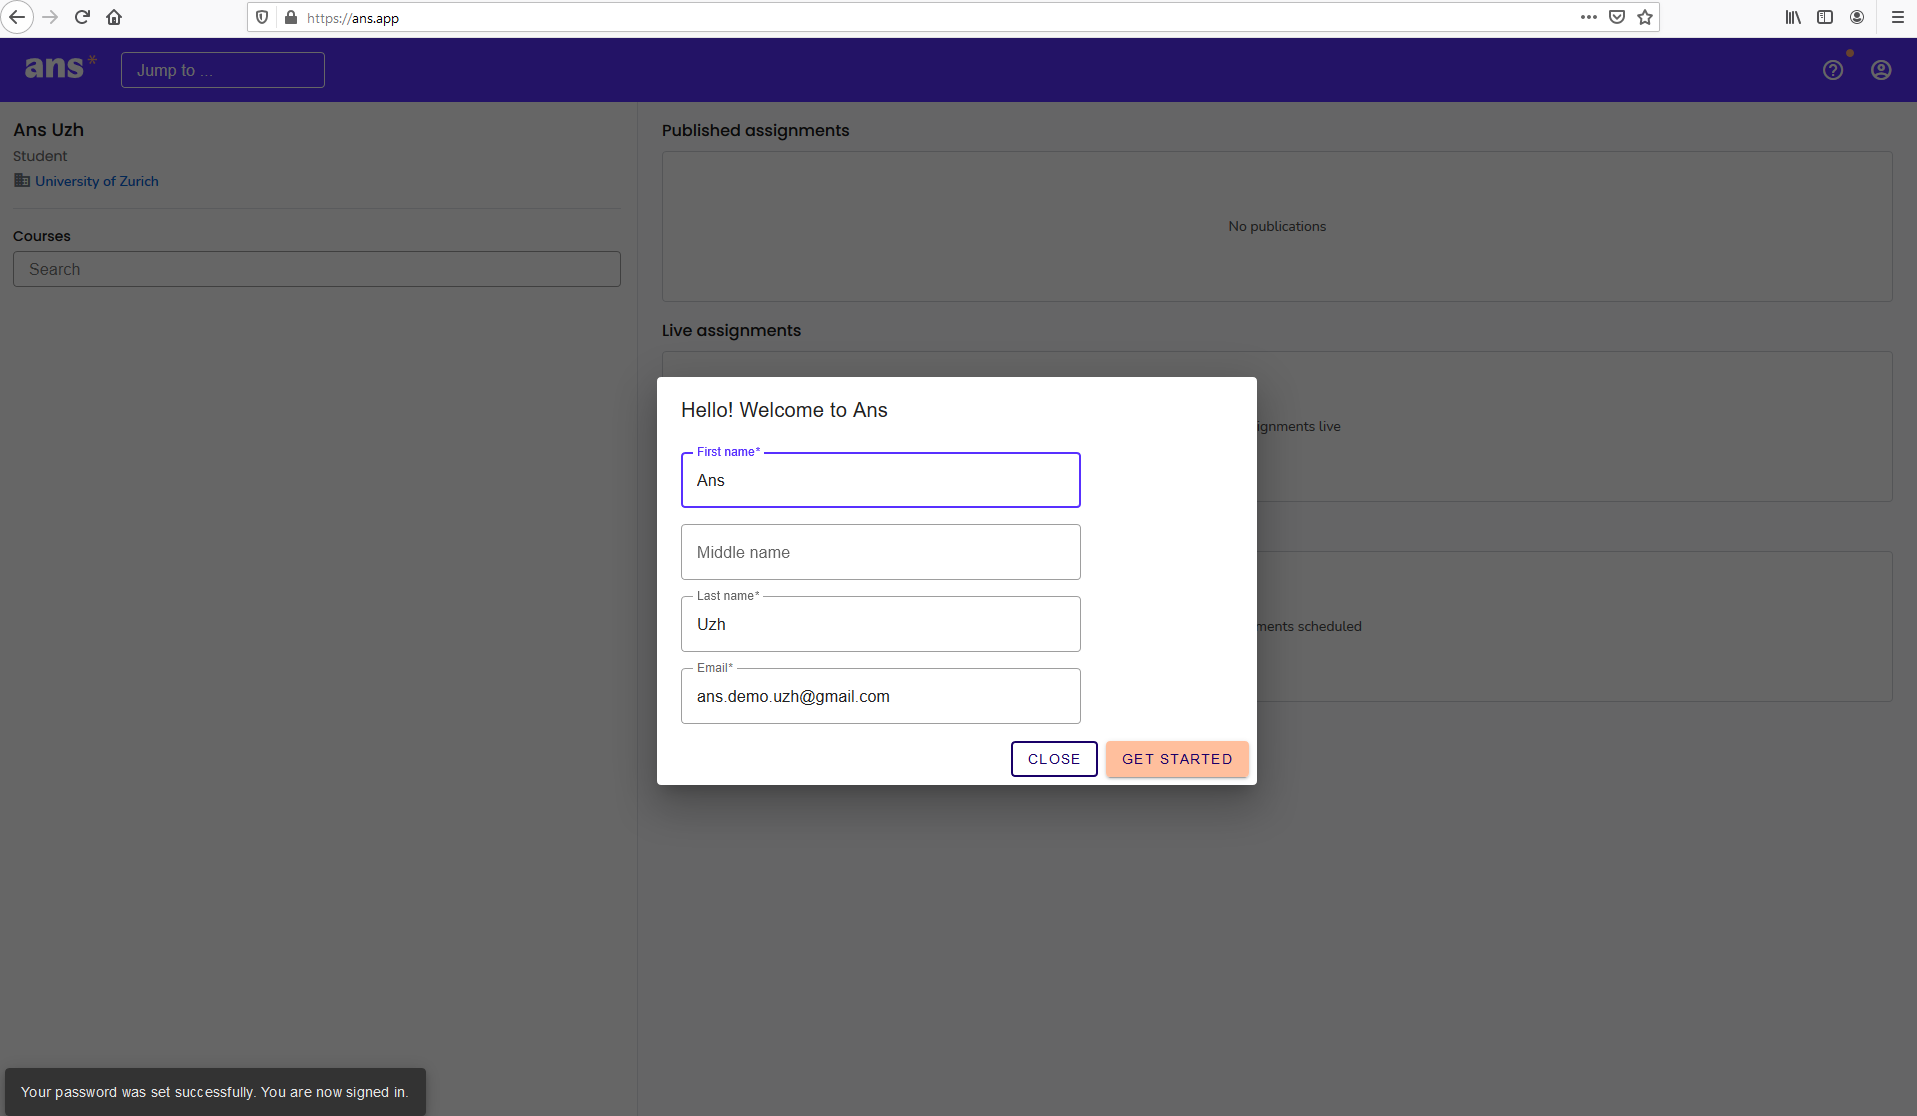 https://ans.app
ans*
Jump to ...
Ans Uzh
Student
University of Zurich
Courses
Search
Published assignments
No publications
Live assignments
live
scheduled
Hello! Welcome to Ans
First name*
Ans
Middle name
Last name*
Uzh
Email*
ans.demo.uzh@gmail.com
CLOSE
GET STARTED
Your password was set successfully. You are now signed in.